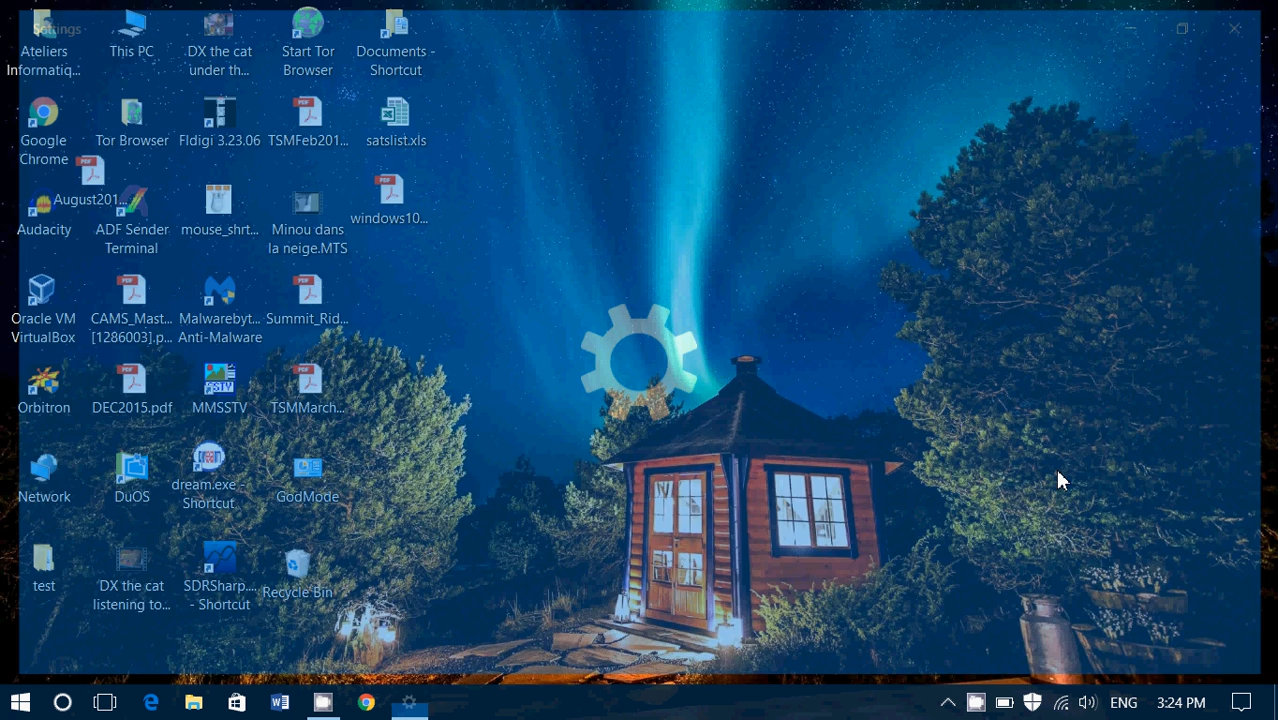 Settings
Ateliers
Informatiq...
This PC
DX the cat
under th...
Start Tor
Browser
Documents -
Shortcut
Google
Chrome
Tor Browser
Fldigi 3.23.06
TSMFeb201...
satslist.xls
August201...
windows10...
Audacity
ADF Sender
Terminal
mouse_shrt...
Minou dans
la neige.MTS
Oracle VM
VirtualBox
CAMS_Mast...
[1286003].p...
Malwarebyt...
Anti-Malware
Summit_Rid...
Orbitron
DEC2015.pdf
MMSSTV
TSMMarch...
Network
DuOS
dream.exe -
Shortcut
GodMode
test
DX the cat
listening to...
SDRSharp....
- Shortcut
Recycle Bin
ENG
3:24 PM